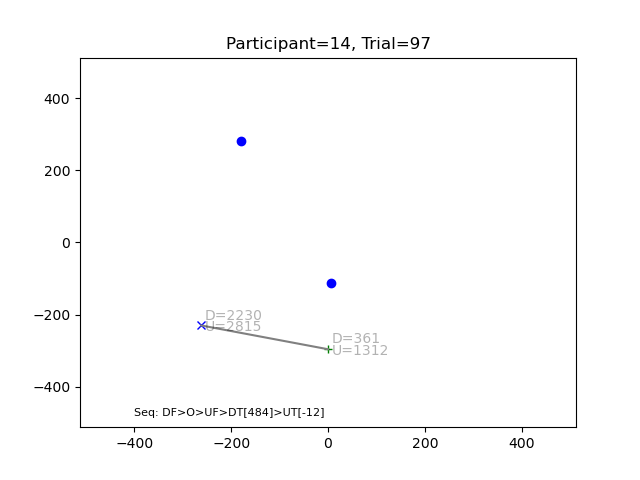 Participant=14, Trial=97
400
200
0
−200
−400
D=2230
U=2815
D=361
U=1312
Seq: DF>O>UF>DT[484]>UT[-12]
−400
−200
0
200
400